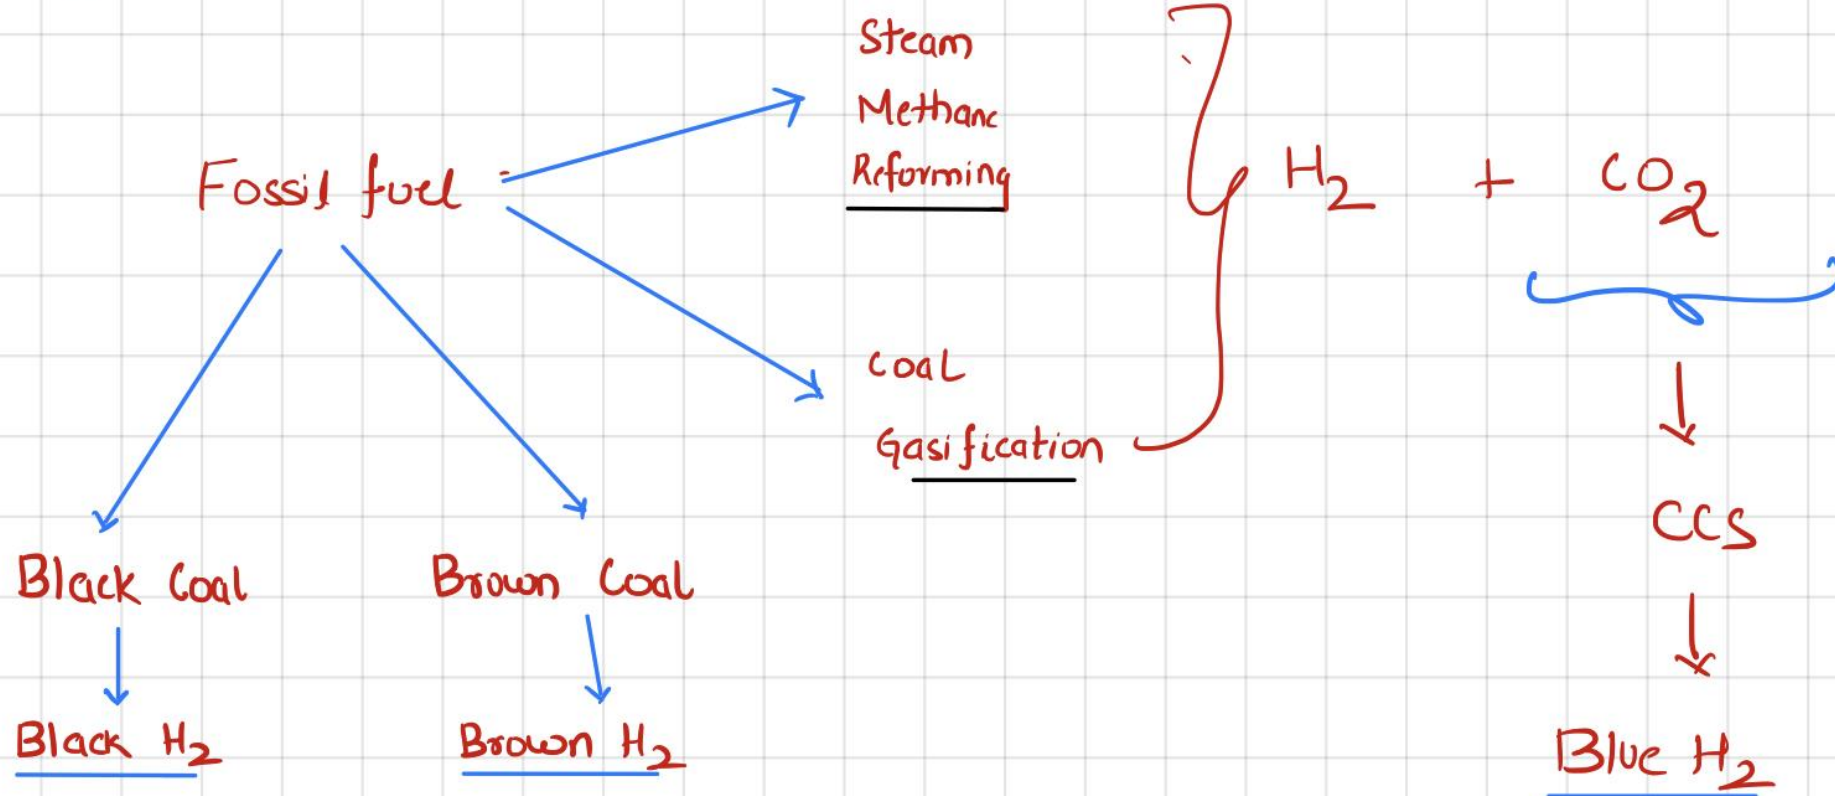 Steam
Methane
Reforming
Fossil fuel
H2 + CO2
Coal
Gasification
CCS
Black Coal
Brown Coal
Black H2
Brown H2
Blue H2